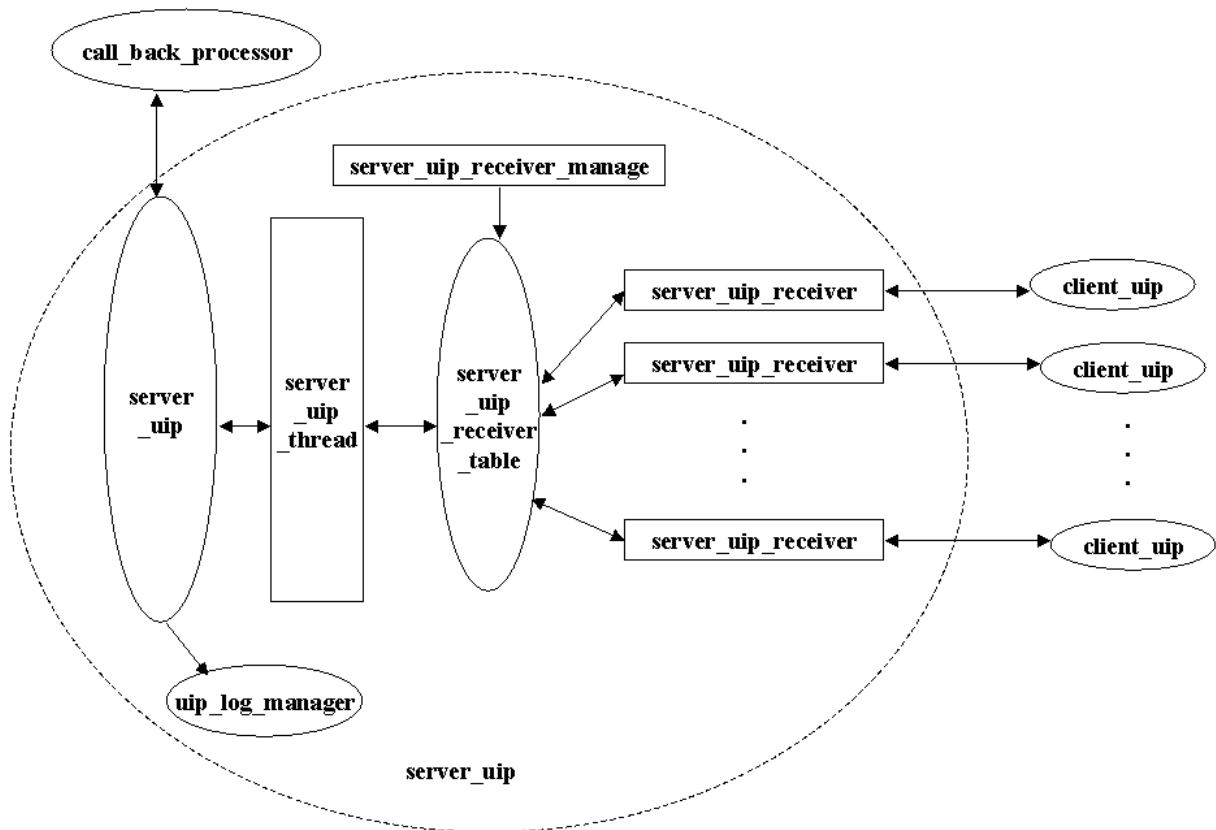 call_back_processor
server_uip_receiver_manage
server_uip_receiver
client_uip
server_uip_receiver
client_uip
server
_uip
server
_uip
_thread
server
_uip
_receiver
_table
server_uip_receiver
client_uip
uip_log_manager
server_uip